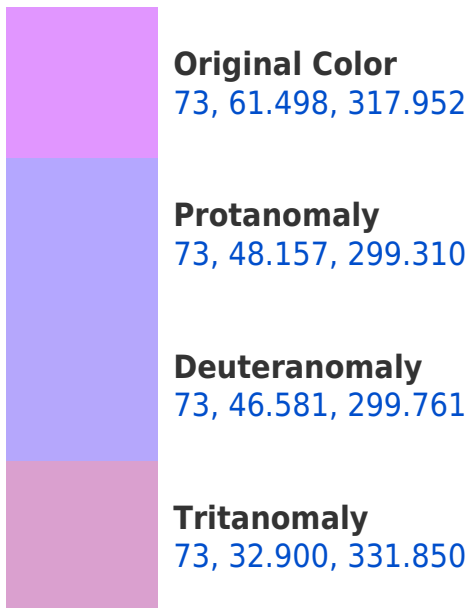 Original Color
73, 61.498, 317.952
Protanomaly
73, 48.157, 299.310
Deuteranomaly
73, 46.581, 299.761
Tritanomaly
73, 32.900, 331.850